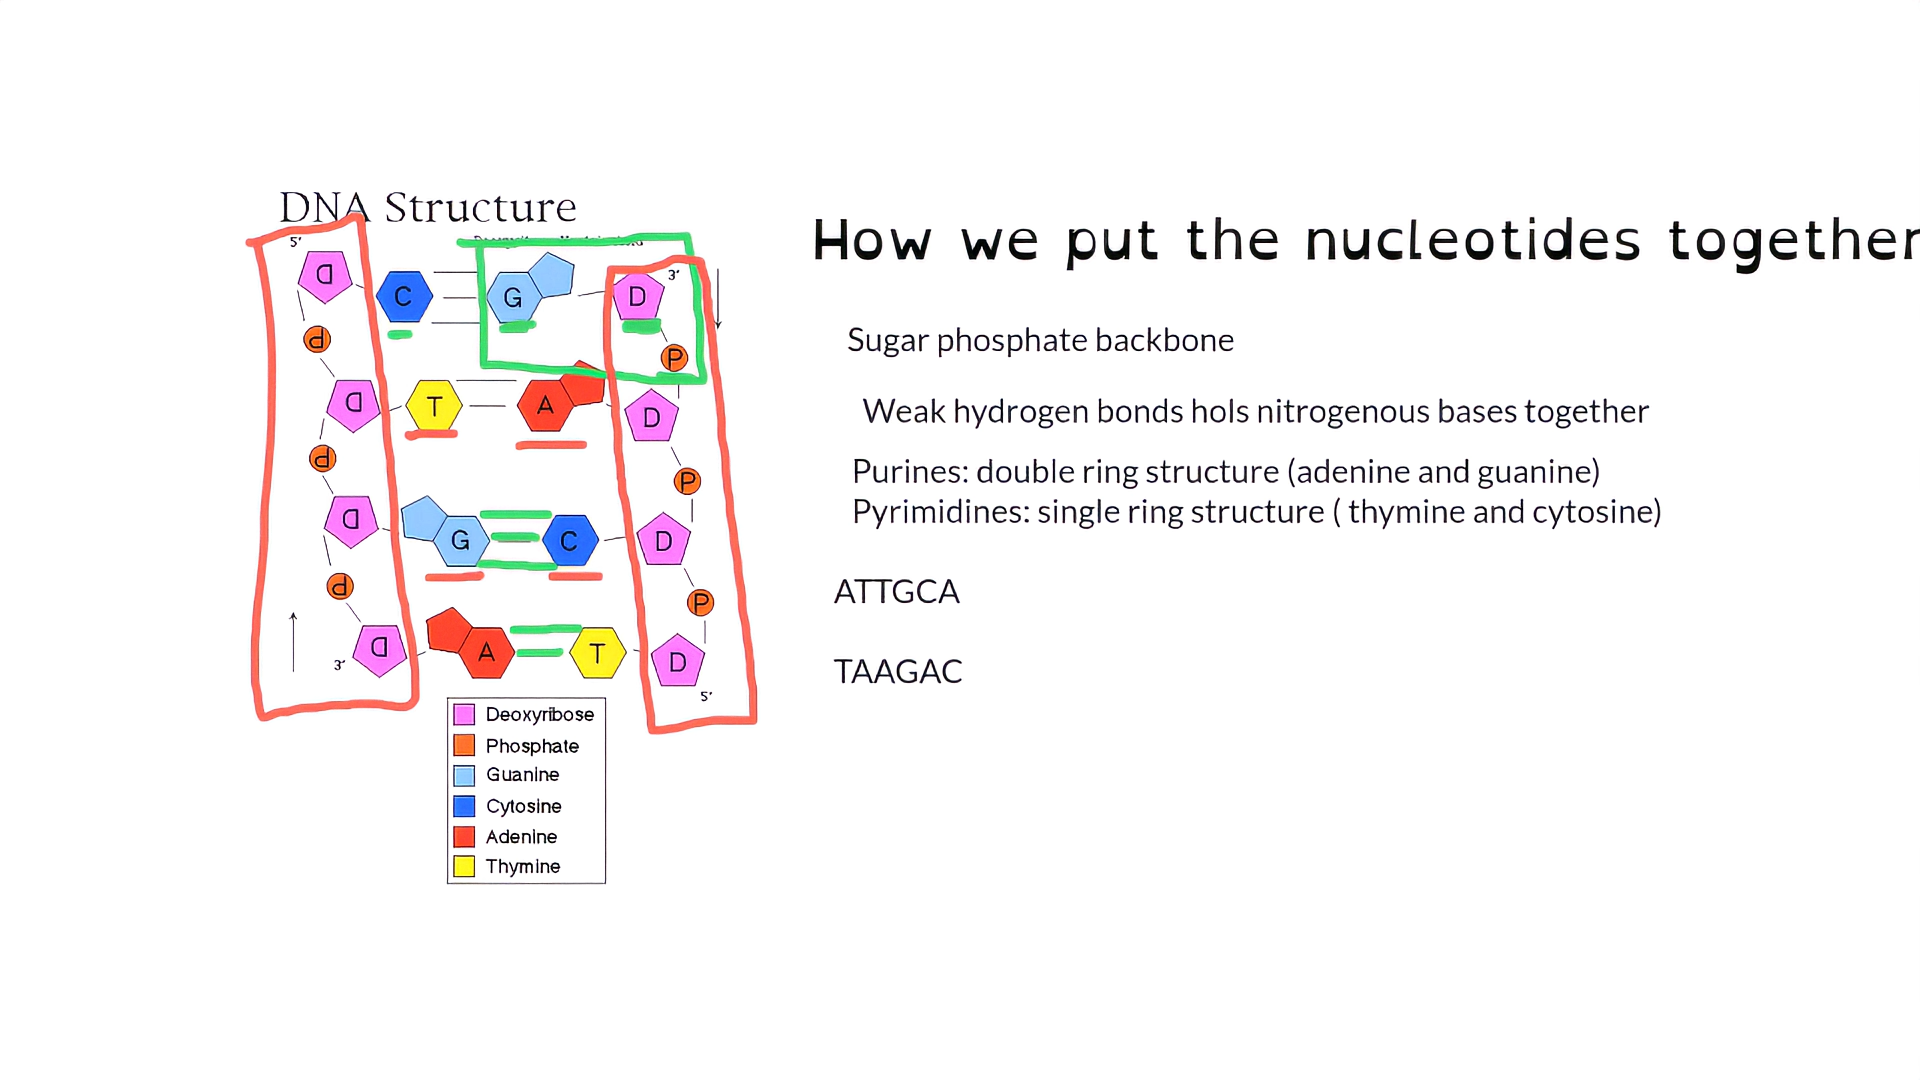 DNA Structure
5'
D
C
G
D
3'
P
P
D
T
A
D
P
P
D
G
C
D
P
P
D
3'
A
T
D
5'
Deoxyribose
Phosphate
Guanine
Cytosine
Adenine
Thymine
How we put the nucleotides together
Sugar phosphate backbone
Weak hydrogen bonds hols nitrogenous bases together
Purines: double ring structure (adenine and guanine)
Pyrimidines: single ring structure ( thymine and cytosine)
ATTGCA
TAAGAC